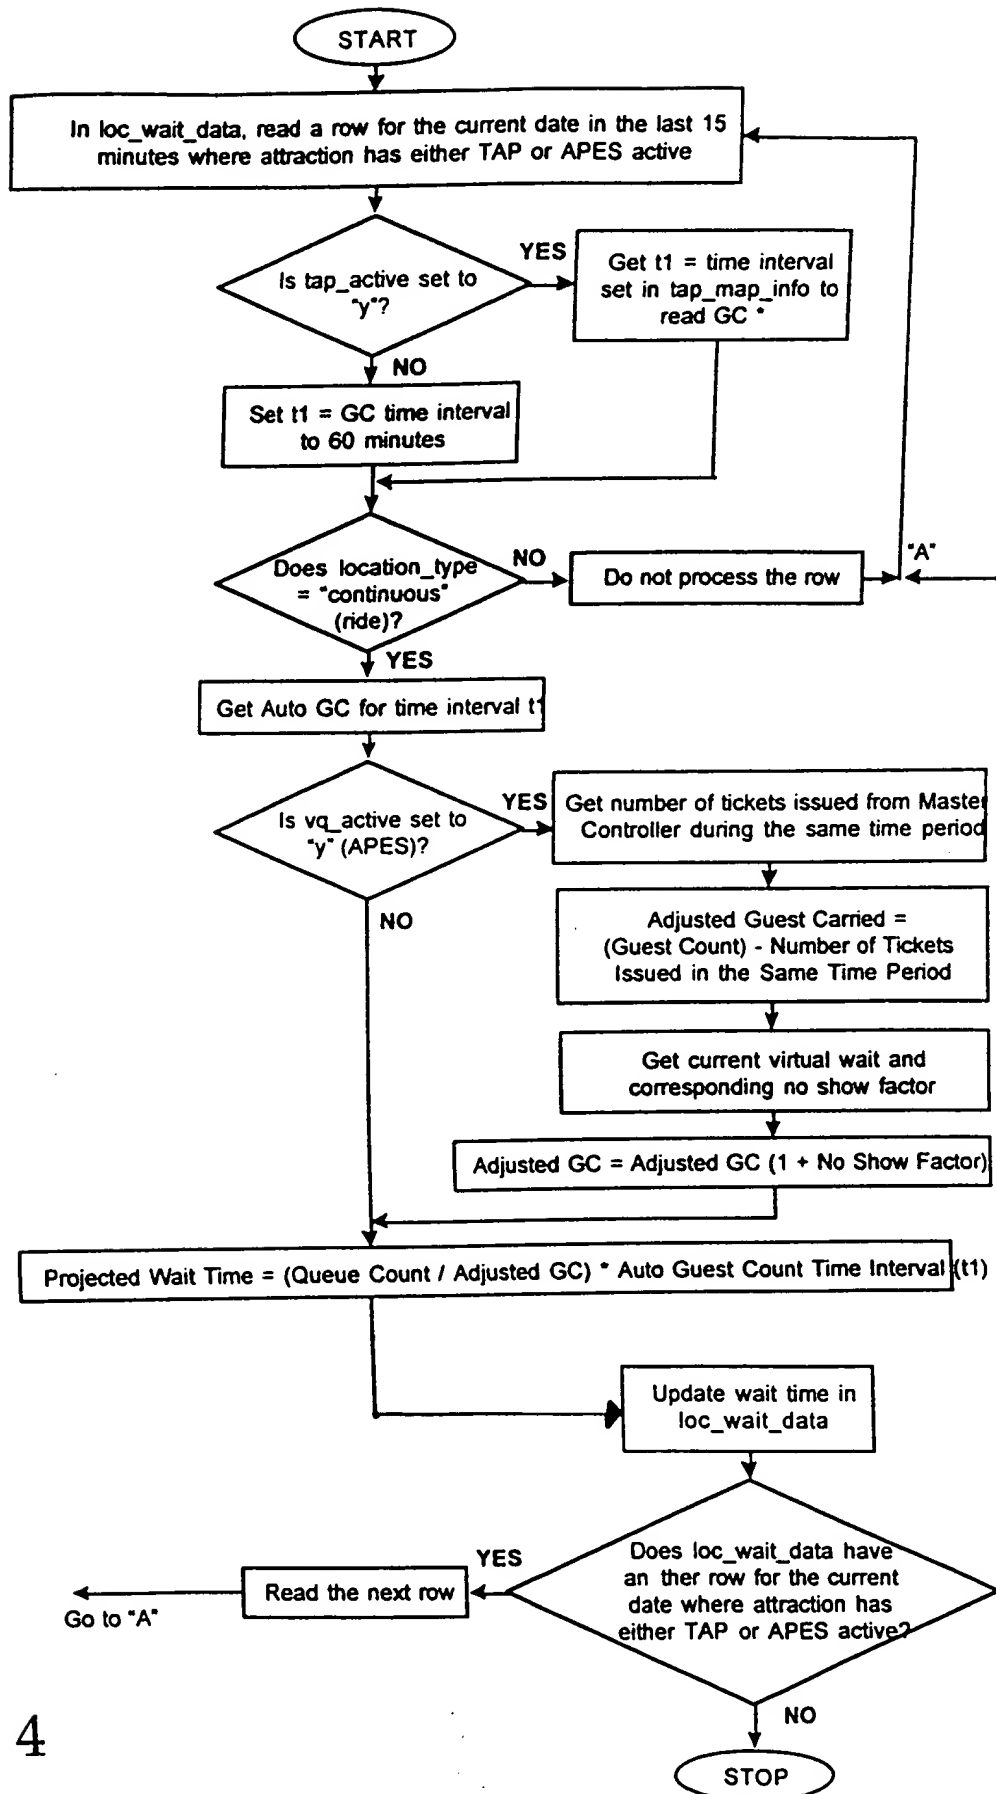 START
In loc_wait_data, read a row for the current date in the last 15
minutes where attraction has either TAP or APES active
Is tap_active set to
"y"?
YES
Get t1 = time interval
set in tap_map_info to
read GC *
NO
Set t1 = GC time interval
to 60 minutes
Does location_type
= "continuous"
(ride)?
NO
Do not process the row
"A"
YES
Get Auto GC for time interval t1
Is vq_active set to
"y" (APES)?
YES
Get number of tickets issued from Master
Controller during the same time period
NO
Adjusted Guest Carried =
(Guest Count) - Number of Tickets
Issued in the Same Time Period
Get current virtual wait and
corresponding no show factor
Adjusted GC = Adjusted GC (1 + No Show Factor)
Projected Wait Time = (Queue Count / Adjusted GC) * Auto Guest Count Time Interval (t1)
Update wait time in
loc_wait_data
Does loc_wait_data have
an ther row for the current
date where attraction has
either TAP or APES active?
YES
Read the next row
Go to "A"
NO
STOP
4